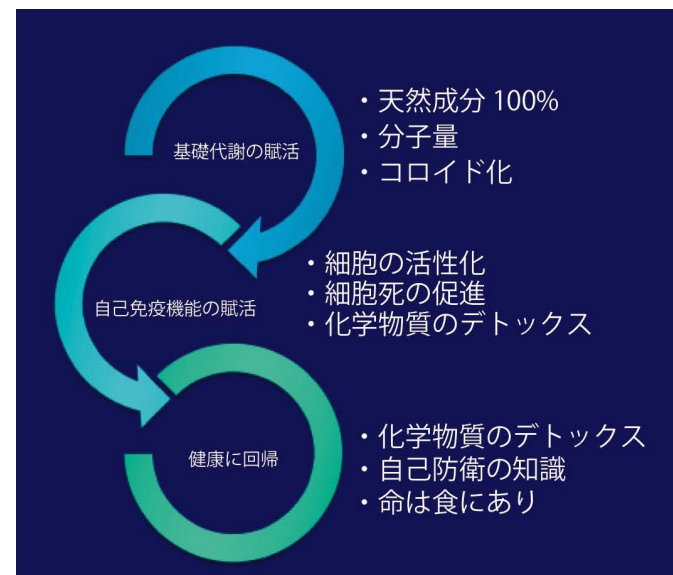 基礎代謝の賦活
・天然成分 100%
・分子量
・コロイド化
自己免疫機能の賦活
・細胞の活性化
・細胞死の促進
・化学物質のデトックス
健康に回帰
・化学物質のデトックス
・自己防衛の知識
・命は食にあり